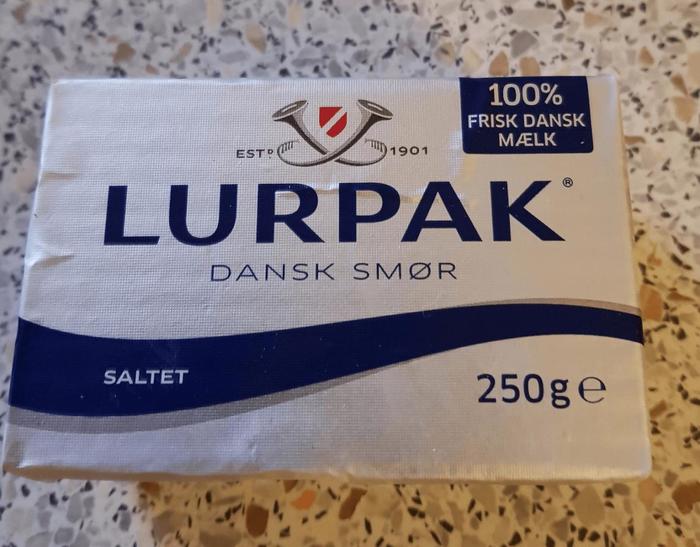 100%
FRISK DANSK
MÆLK
ESTD 1901
LURPAK®
DANSK SMØR
SALTET
250g e